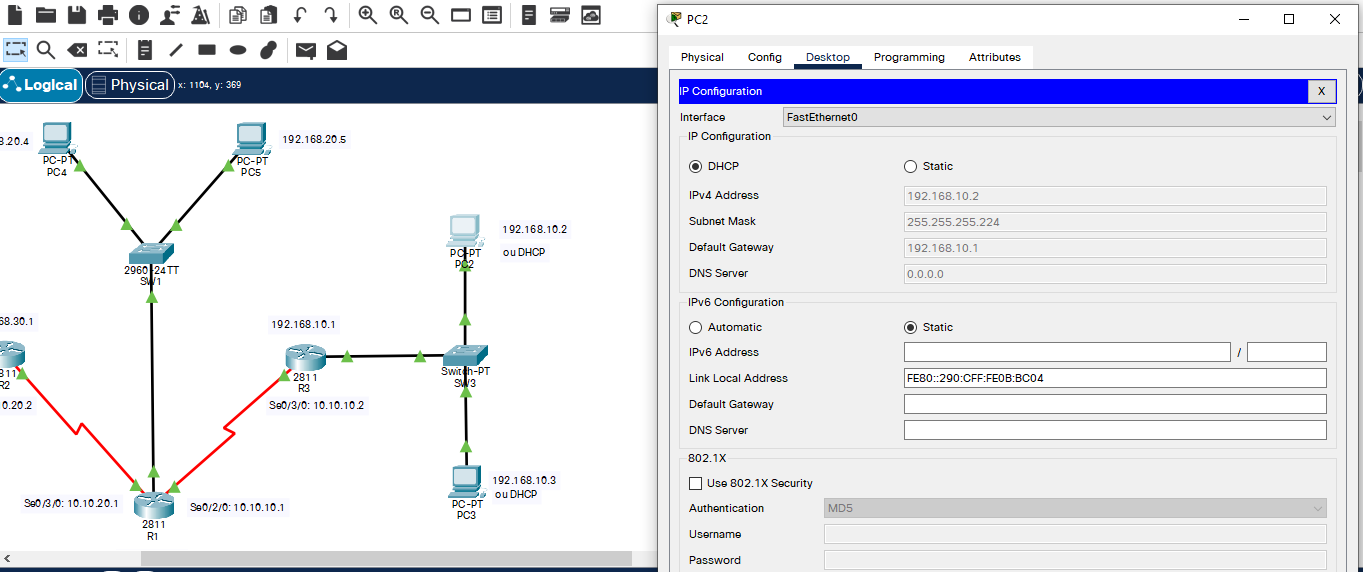 Logical
Physical
x: 1104, y: 369
8.20.4
PC-PT
PC4
192.168.20.5
PC-PT
PC5
2960-24TT
SW1
192.168.10.2
ou DHCP
PC-PT
PC2
68.30.1
192.168.10.1
811
R2
2811
R3
Switch-PT
SW3
0.20.2
Se0/3/0: 10.10.10.2
192.168.10.3
ou DHCP
PC-PT
PC3
Se0/3/0: 10.10.20.1
Se0/2/0: 10.10.10.1
2811
R1
PC2
Physical Config Desktop Programming Attributes
IP Configuration X
Interface FastEthernet0
IP Configuration
DHCP Static
IPv4 Address 192.168.10.2
Subnet Mask 255.255.255.224
Default Gateway 192.168.10.1
DNS Server 0.0.0.0
IPv6 Configuration
Automatic Static
IPv6 Address /
Link Local Address FE80::290:CFF:FE0B:BC04
Default Gateway
DNS Server
802.1X
Use 802.1X Security
Authentication MD5
Username
Password